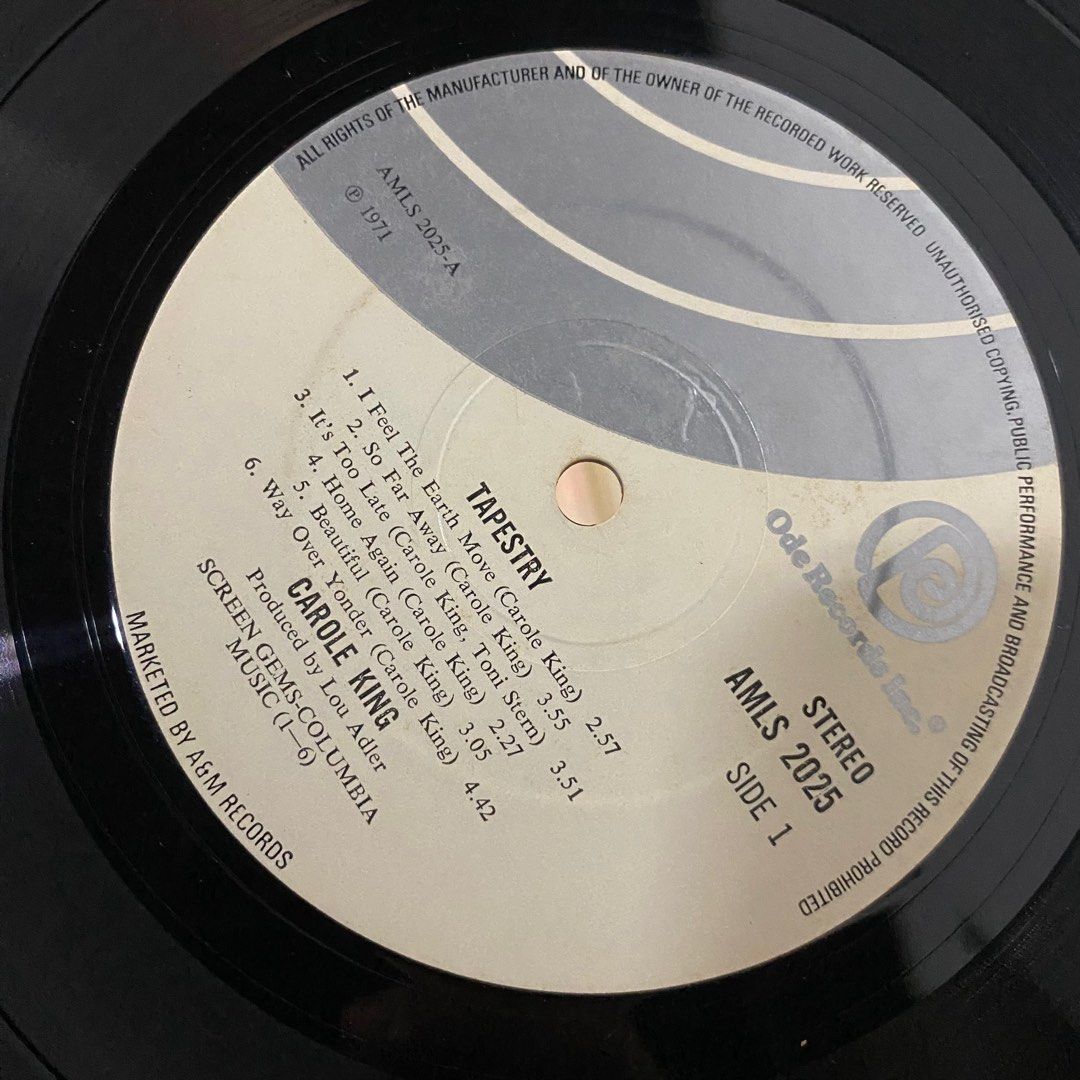 ALL RIGHTS OF THE MANUFACTURER AND OF THE OWNER OF THE RECORDED WORK RESERVED UNAUTHORISED COPYING, PUBLIC PERFORMANCE AND BROADCASTING OF THIS RECORD PROHIBITED
AMLS 2025-A
℗ 1971
Ode Records Inc.®
STEREO
AMLS 2025
SIDE 1
TAPESTRY
1. I Feel The Earth Move (Carole King) 2.57
2. So Far Away (Carole King) 3.55
3. It's Too Late (Carole King, Toni Stern) 3.51
4. Home Again (Carole King) 2.27
5. Beautiful (Carole King) 3.05
6. Way Over Yonder (Carole King) 4.42
CAROLE KING
Produced by Lou Adler
SCREEN GEMS-COLUMBIA
MUSIC (1—6)
MARKETED BY A&M RECORDS